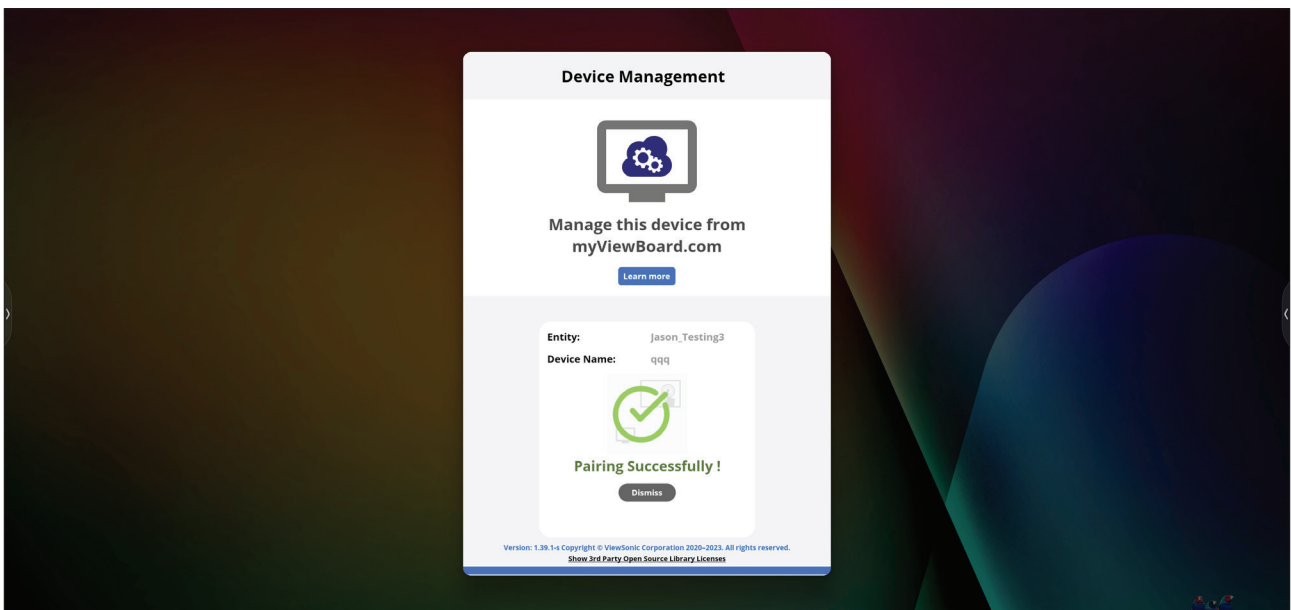 Device Management
Manage this device from
myViewBoard.com
Learn more
Entity: Jason_Testing3
Device Name: qqq
Pairing Successfully !
Dismiss
Version: 1.39.1-s Copyright © ViewSonic Corporation 2020–2023. All rights reserved.
Show 3rd Party Open Source Library Licenses